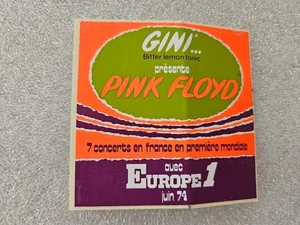 GINI...
Bitter lemon tonic
présente
PINK FLOYD
7 concerts en france en première mondiale
avec
EUROPE 1
juin 74